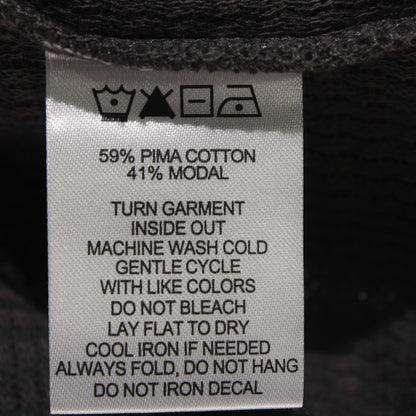 59% PIMA COTTON
41% MODAL
TURN GARMENT
INSIDE OUT
MACHINE WASH COLD
GENTLE CYCLE
WITH LIKE COLORS
DO NOT BLEACH
LAY FLAT TO DRY
COOL IRON IF NEEDED
ALWAYS FOLD, DO NOT HANG
DO NOT IRON DECAL